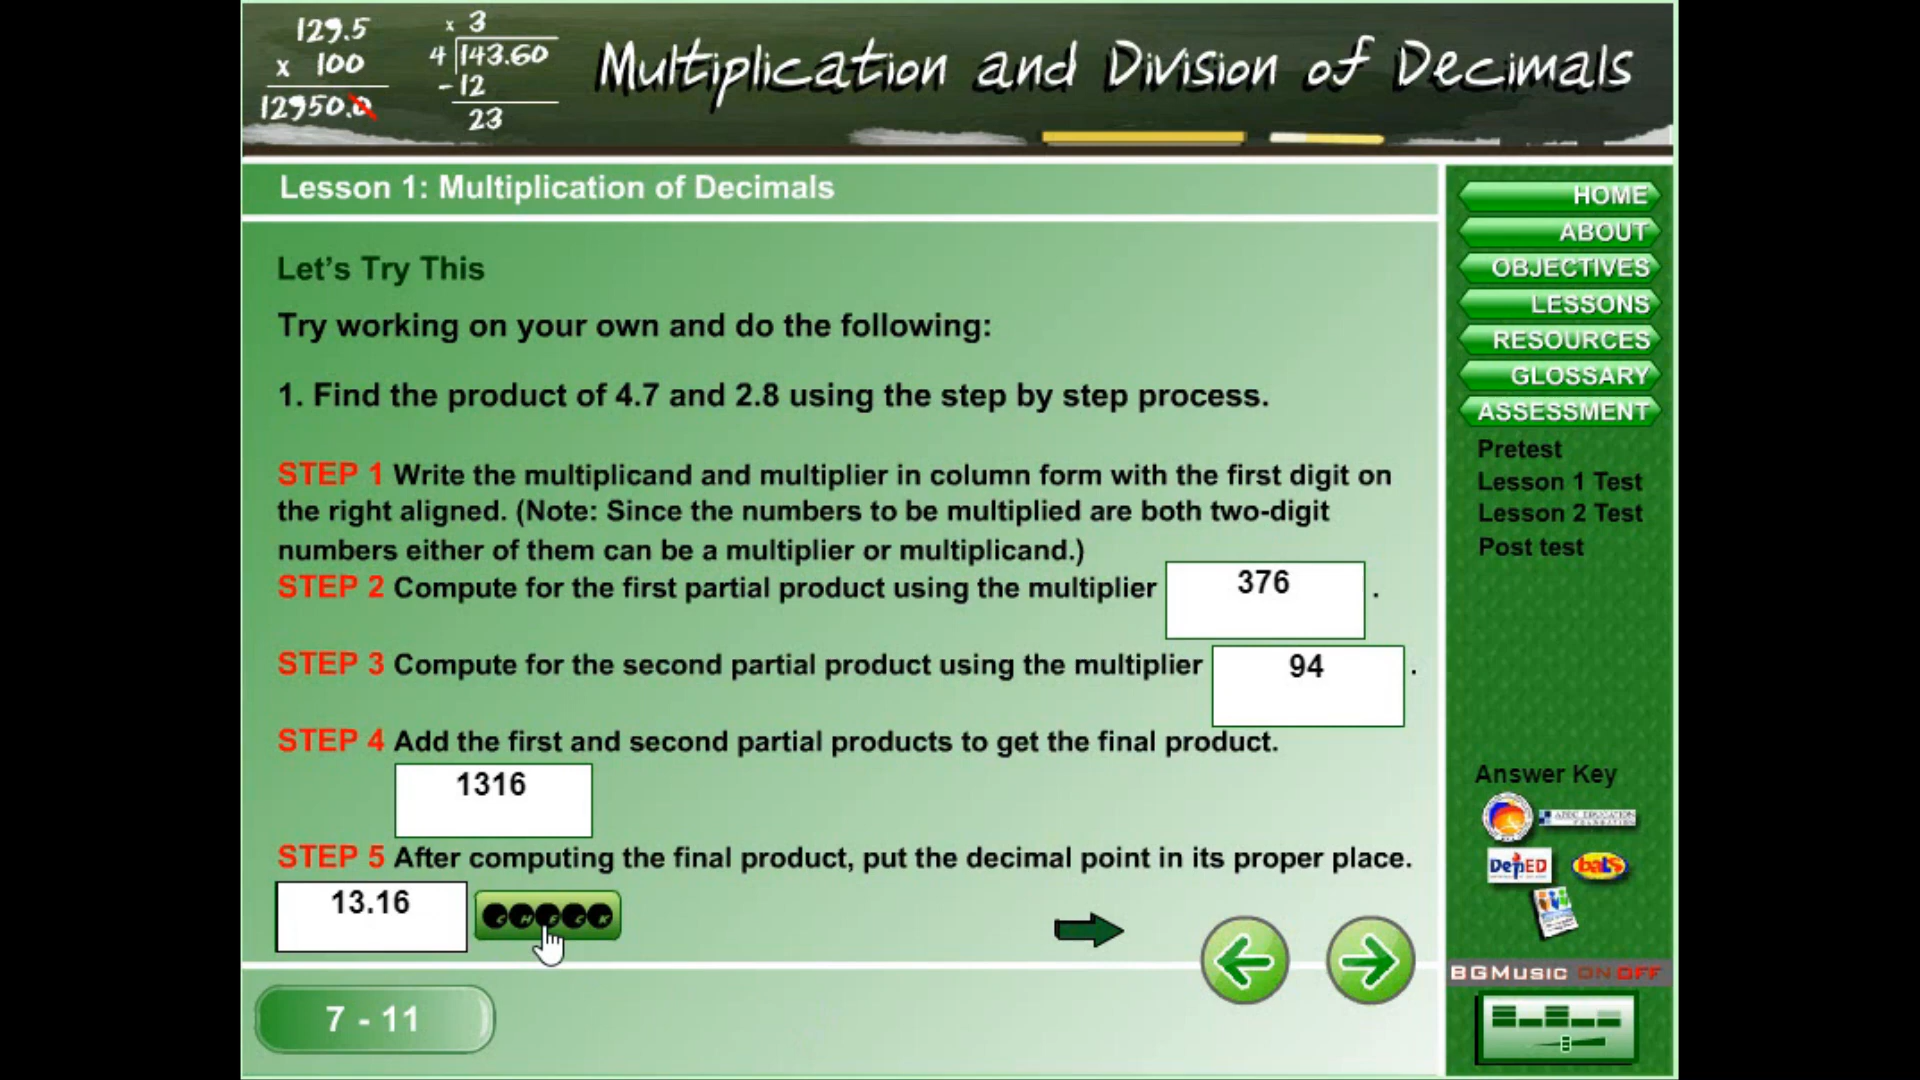 129.5
x 100
12950.0
x 3
4 143.60
-12
23
Multiplication and Division of Decimals
Lesson 1: Multiplication of Decimals
Let's Try This
Try working on your own and do the following:
1. Find the product of 4.7 and 2.8 using the step by step process.
STEP 1 Write the multiplicand and multiplier in column form with the first digit on
the right aligned. (Note: Since the numbers to be multiplied are both two-digit
numbers either of them can be a multiplier or multiplicand.)
STEP 2 Compute for the first partial product using the multiplier 376 .
STEP 3 Compute for the second partial product using the multiplier 94 .
STEP 4 Add the first and second partial products to get the final product.
1316
STEP 5 After computing the final product, put the decimal point in its proper place.
13.16 CHECK
7 - 11
HOME
ABOUT
OBJECTIVES
LESSONS
RESOURCES
GLOSSARY
ASSESSMENT
Pretest
Lesson 1 Test
Lesson 2 Test
Post test
Answer Key
APEC EDUCATION
FOUNDATION
DepED
bals
BGMUSIC ON OFF